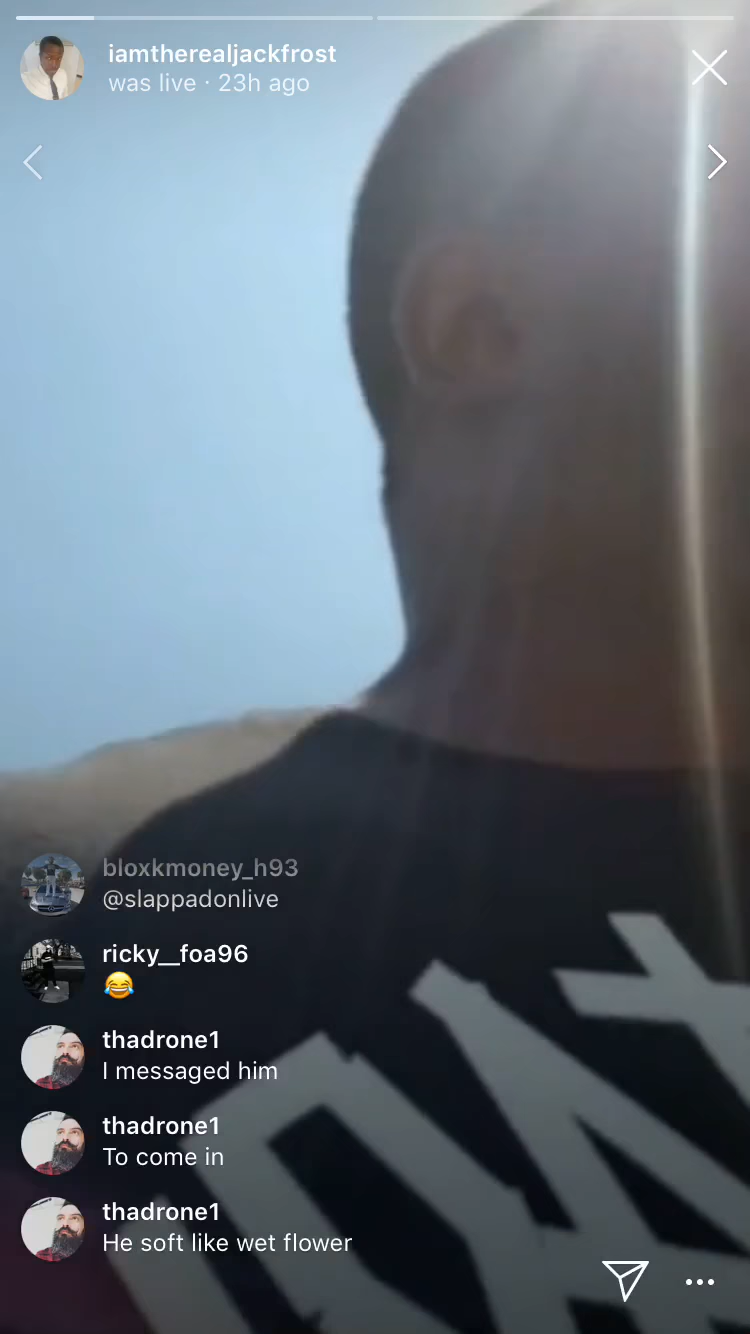 iamtherealjackfrost
was live · 23h ago
bloxkmoney_h93
@slappadonlive
ricky__foa96
😂
thadrone1
I messaged him
thadrone1
To come in
thadrone1
He soft like wet flower